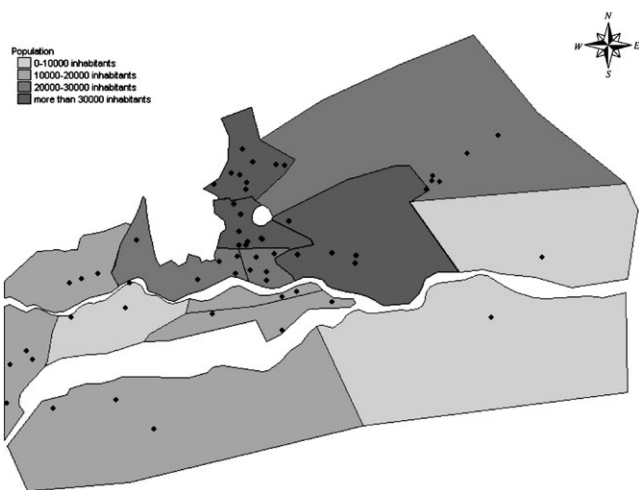 Population
0-10000 inhabitants
10000-20000 inhabitants
20000-30000 inhabitants
more than 30000 inhabitants
N
W E
S